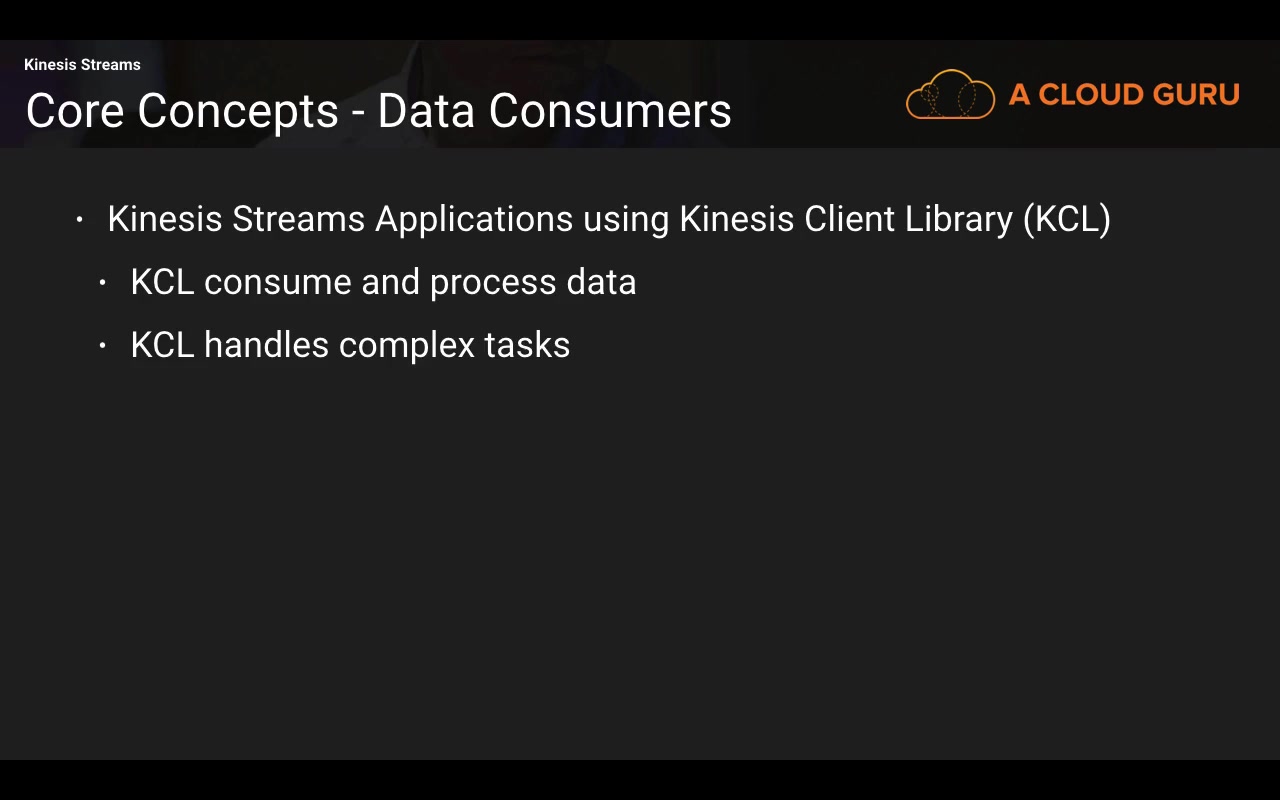 Kinesis Streams
Core Concepts - Data Consumers
A CLOUD GURU
· Kinesis Streams Applications using Kinesis Client Library (KCL)
· KCL consume and process data
· KCL handles complex tasks